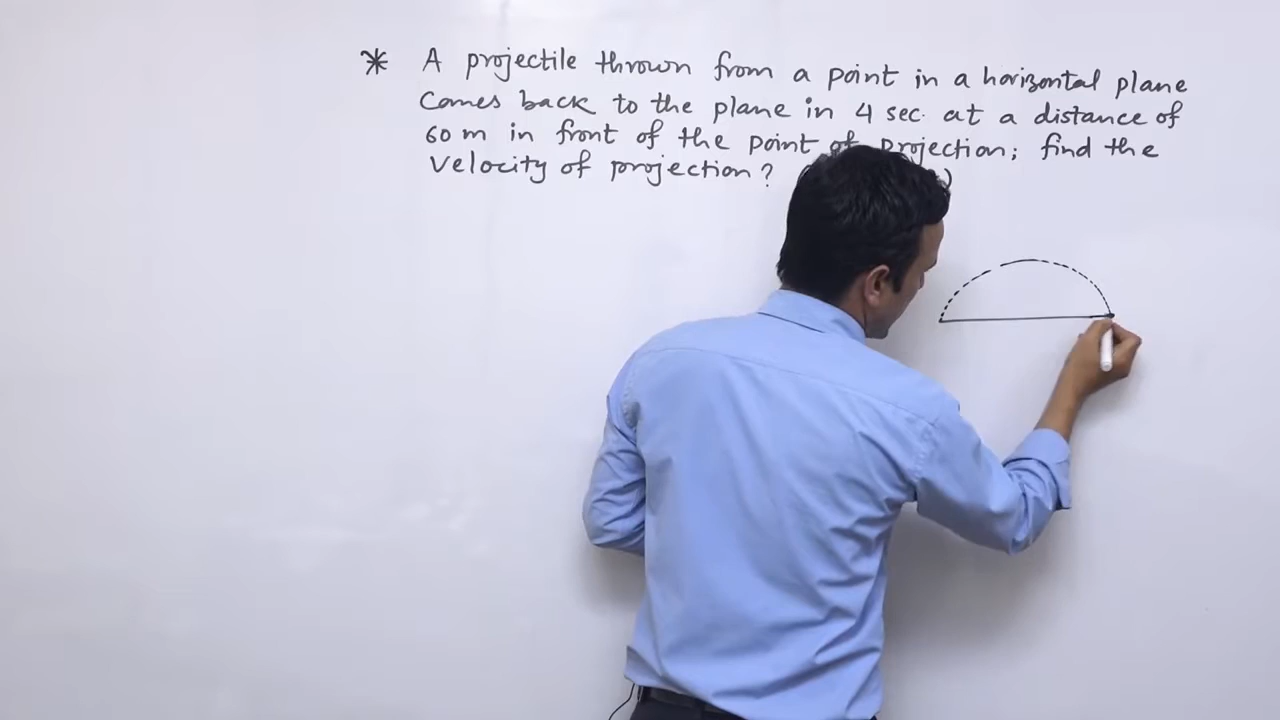 * A projectile thrown from a point in a horizontal plane
Comes back to the plane in 4 sec. at a distance of
60 m in front of the point of projection; find the
velocity of projection?